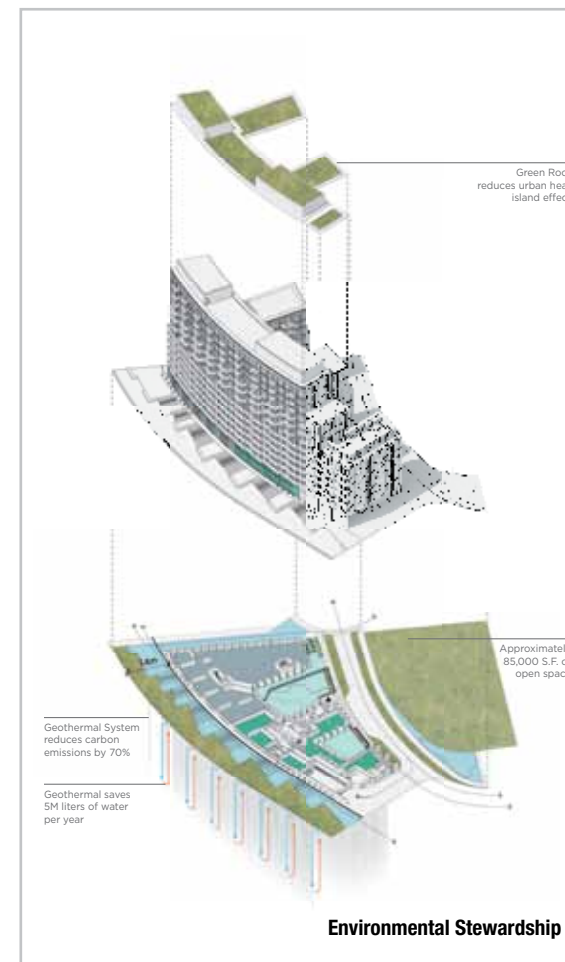 Green Roo
reduces urban hea
island effec
Approximatel
85,000 S.F. o
open spac
Geothermal System
reduces carbon
emissions by 70%
Geothermal saves
5M liters of water
per year
Environmental Stewardship